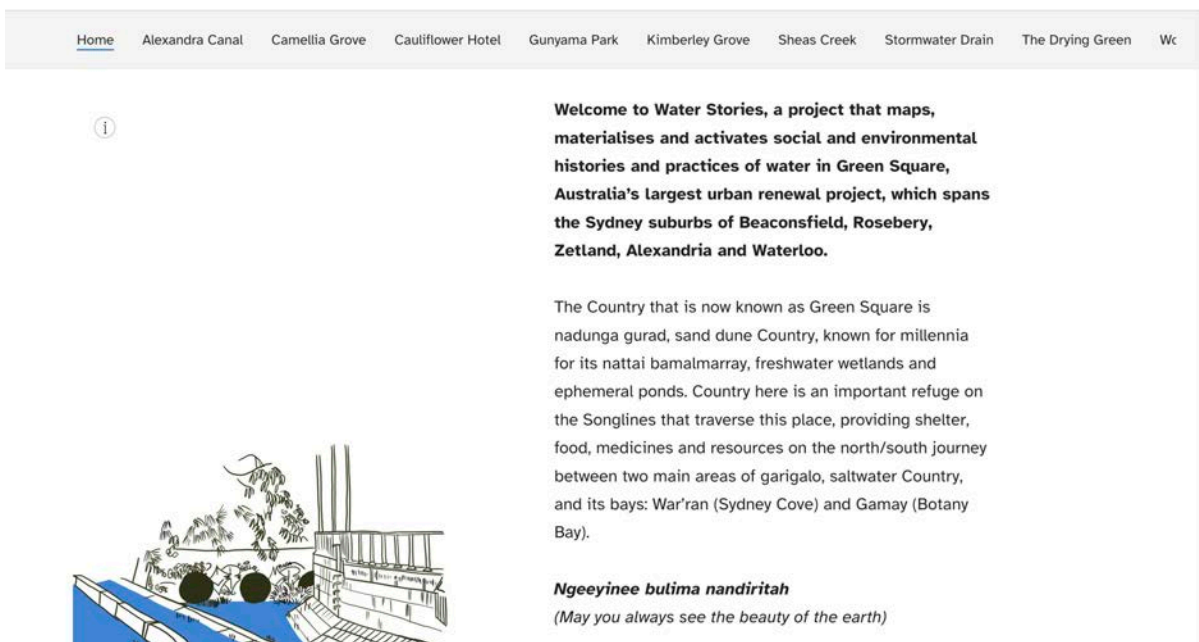 Home Alexandra Canal Camellia Grove Cauliflower Hotel Gunyama Park Kimberley Grove Sheas Creek Stormwater Drain The Drying Green
i
Welcome to Water Stories, a project that maps,
materialises and activates social and environmental
histories and practices of water in Green Square,
Australia's largest urban renewal project, which spans
the Sydney suburbs of Beaconsfield, Rosebery,
Zetland, Alexandria and Waterloo.
The Country that is now known as Green Square is
nadunga gurad, sand dune Country, known for millennia
for its nattai bamalmarray, freshwater wetlands and
ephemeral ponds. Country here is an important refuge on
the Songlines that traverse this place, providing shelter,
food, medicines and resources on the north/south journey
between two main areas of garigalo, saltwater Country,
and its bays: War'ran (Sydney Cove) and Gamay (Botany
Bay).
Ngeeyinee bulima nandiritah
(May you always see the beauty of the earth)